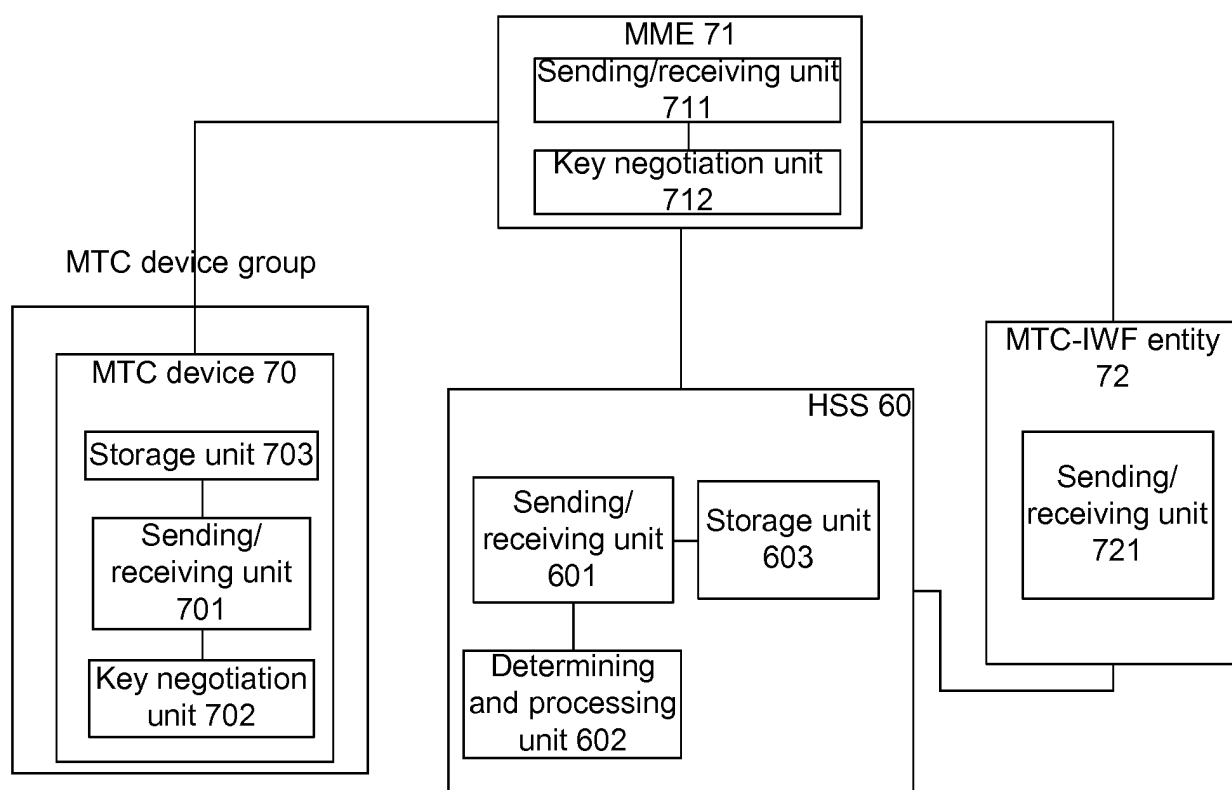 MME 71
Sending/receiving unit
711
Key negotiation unit
712
MTC device group
MTC device 70
Storage unit 703
Sending/
receiving unit
701
Key negotiation
unit 702
HSS 60
Sending/
receiving unit
601
Storage unit
603
Determining
and processing
unit 602
MTC-IWF entity
72
Sending/
receiving unit
721